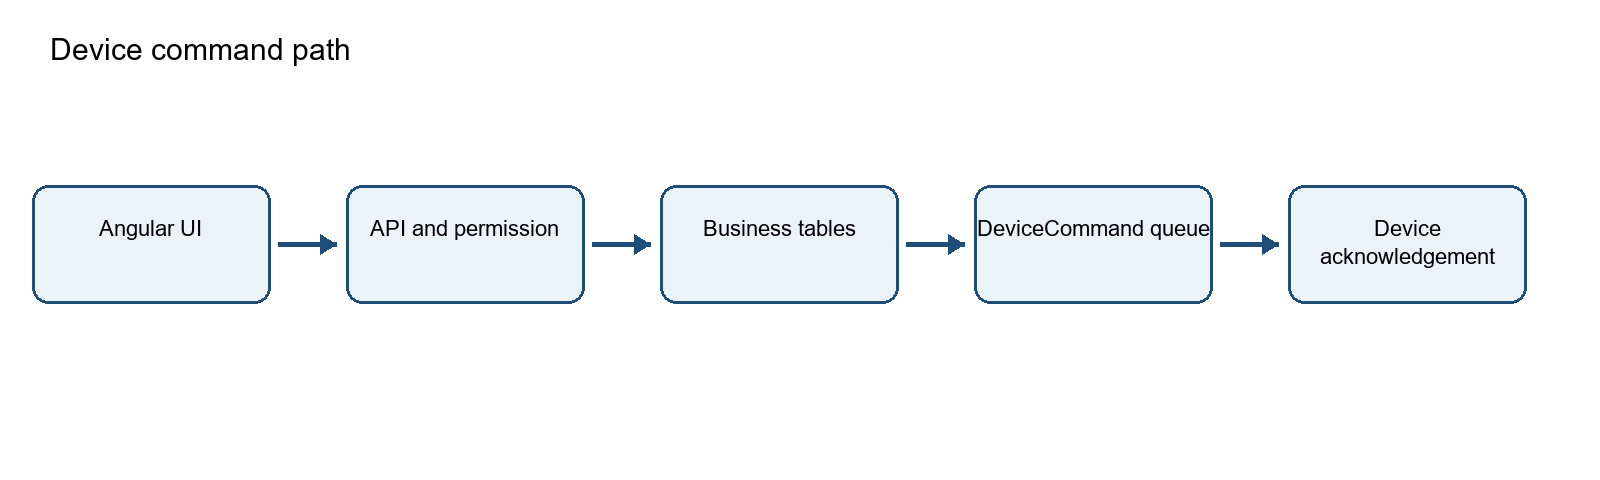 Device command path
Angular UI
API and permission
Business tables
DeviceCommand queue
Device
acknowledgement